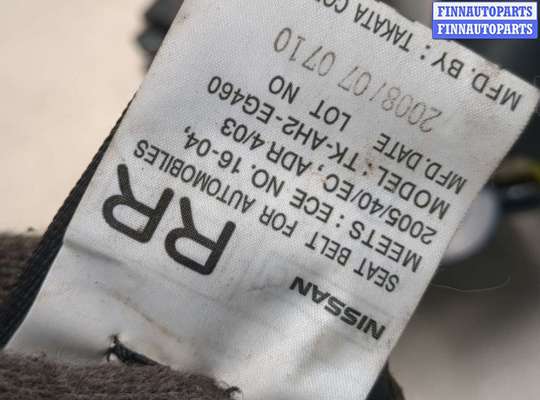 FINNAUTOPARTS
FINNAUTOPARTS
NISSAN
RR
SEAT BELT FOR AUTOMOBILES
MEETS : ECE NO. 16-04,
2005/40/EC ,ADR 4/03
MODEL : TK-AH2-EG460
MFD.DATE LOT NO
2008/07 0710
MFD.BY : TAKATA